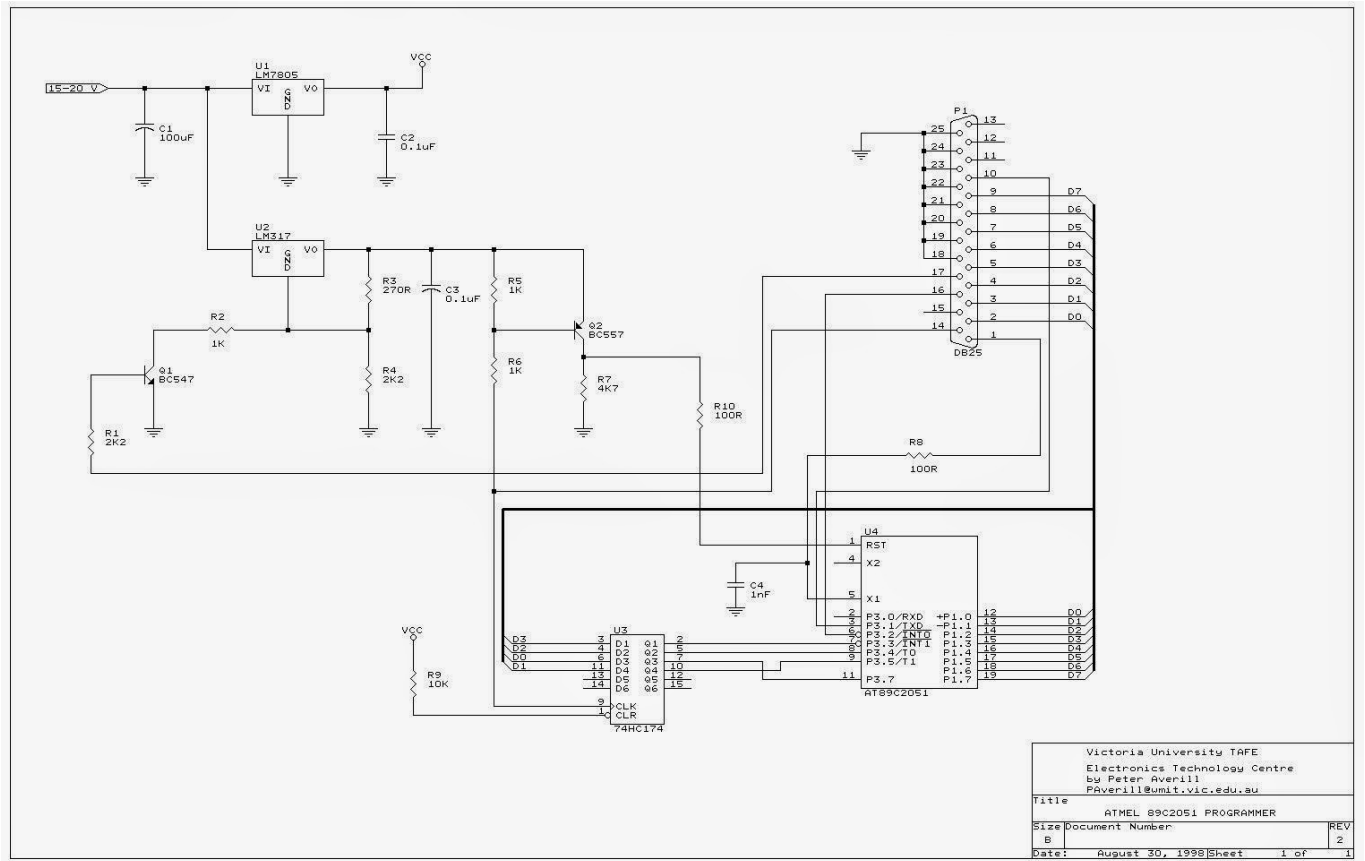 15-20 V
U1
LM7805
VI GND VO
VCC
C1
100uF
C2
0.1uF
U2
LM317
VI GND VO
R3
270R
C3
0.1uF
R5
1K
R2
1K
Q2
BC557
Q1
BC547
R4
2K2
R6
1K
R7
4K7
R10
100R
R1
2K2
P1
25
24
23
22
21
20
19
18
17
16
15
14
13
12
11
10
9 D7
8 D6
7 D5
6 D4
5 D3
4 D2
3 D1
2 D0
1
DB25
R8
100R
C4
1nF
U4
1 RST
4 X2
5 X1
2 P3.0/RXD +P1.0 12 D0
3 P3.1/TXD -P1.1 13 D1
6 P3.2/INT0 P1.2 14 D2
7 P3.3/INT1 P1.3 15 D3
8 P3.4/T0 P1.4 16 D4
9 P3.5/T1 P1.5 17 D5
P1.6 18 D6
11 P3.7 P1.7 19 D7
AT89C2051
VCC
R9
10K
U3
D3 3 D1 Q1 2
D2 4 D2 Q2 5
D0 6 D3 Q3 7
D1 11 D4 Q4 10
13 D5 Q5 12
14 D6 Q6 15
9 CLK
1 CLR
74HC174
Victoria University TAFE
Electronics Technology Centre
by Peter Averill
PAverill@vmit.vic.edu.au
Title
ATMEL 89C2051 PROGRAMMER
Size Document Number REV
B 2
Date: August 30, 1998 Sheet 1 of 1